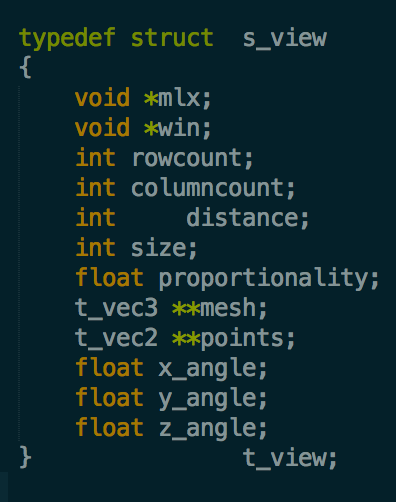 typedef struct  s_view
{
    void *mlx;
    void *win;
    int rowcount;
    int columncount;
    int     distance;
    int size;
    float proportionality;
    t_vec3 **mesh;
    t_vec2 **points;
    float x_angle;
    float y_angle;
    float z_angle;
}               t_view;